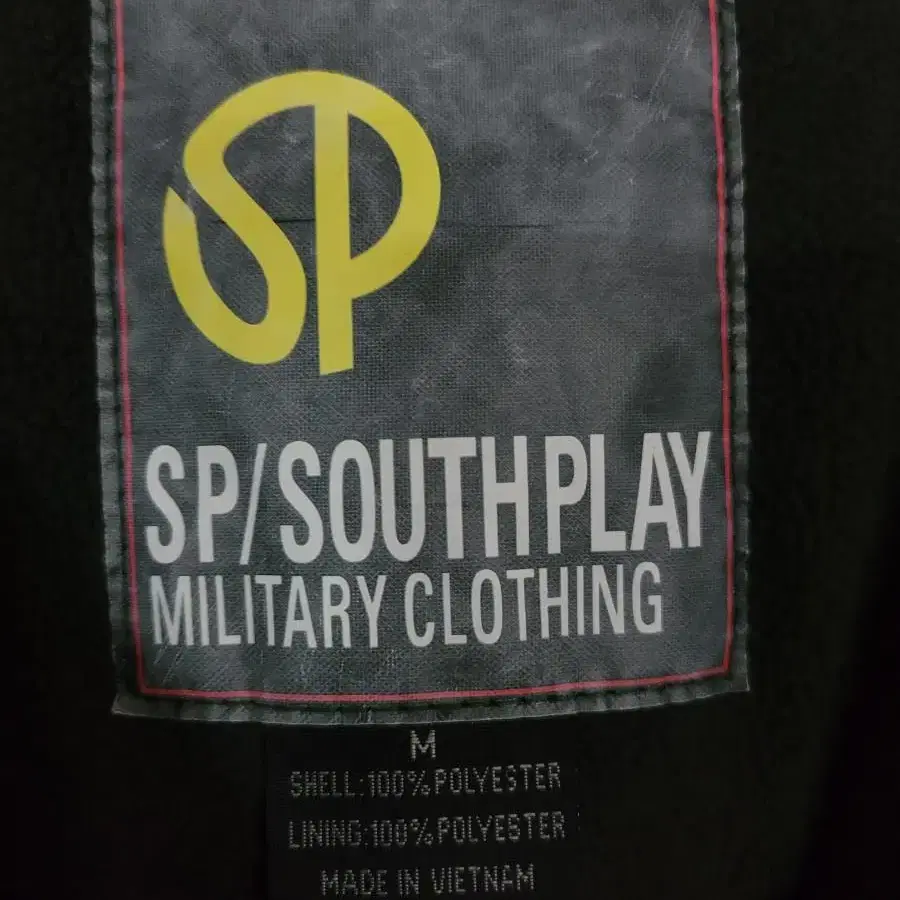 SP
SP/SOUTHPLAY
MILITARY CLOTHING
M
SHELL:100%POLYESTER
LINING:100%POLYESTER
MADE IN VIETNAM